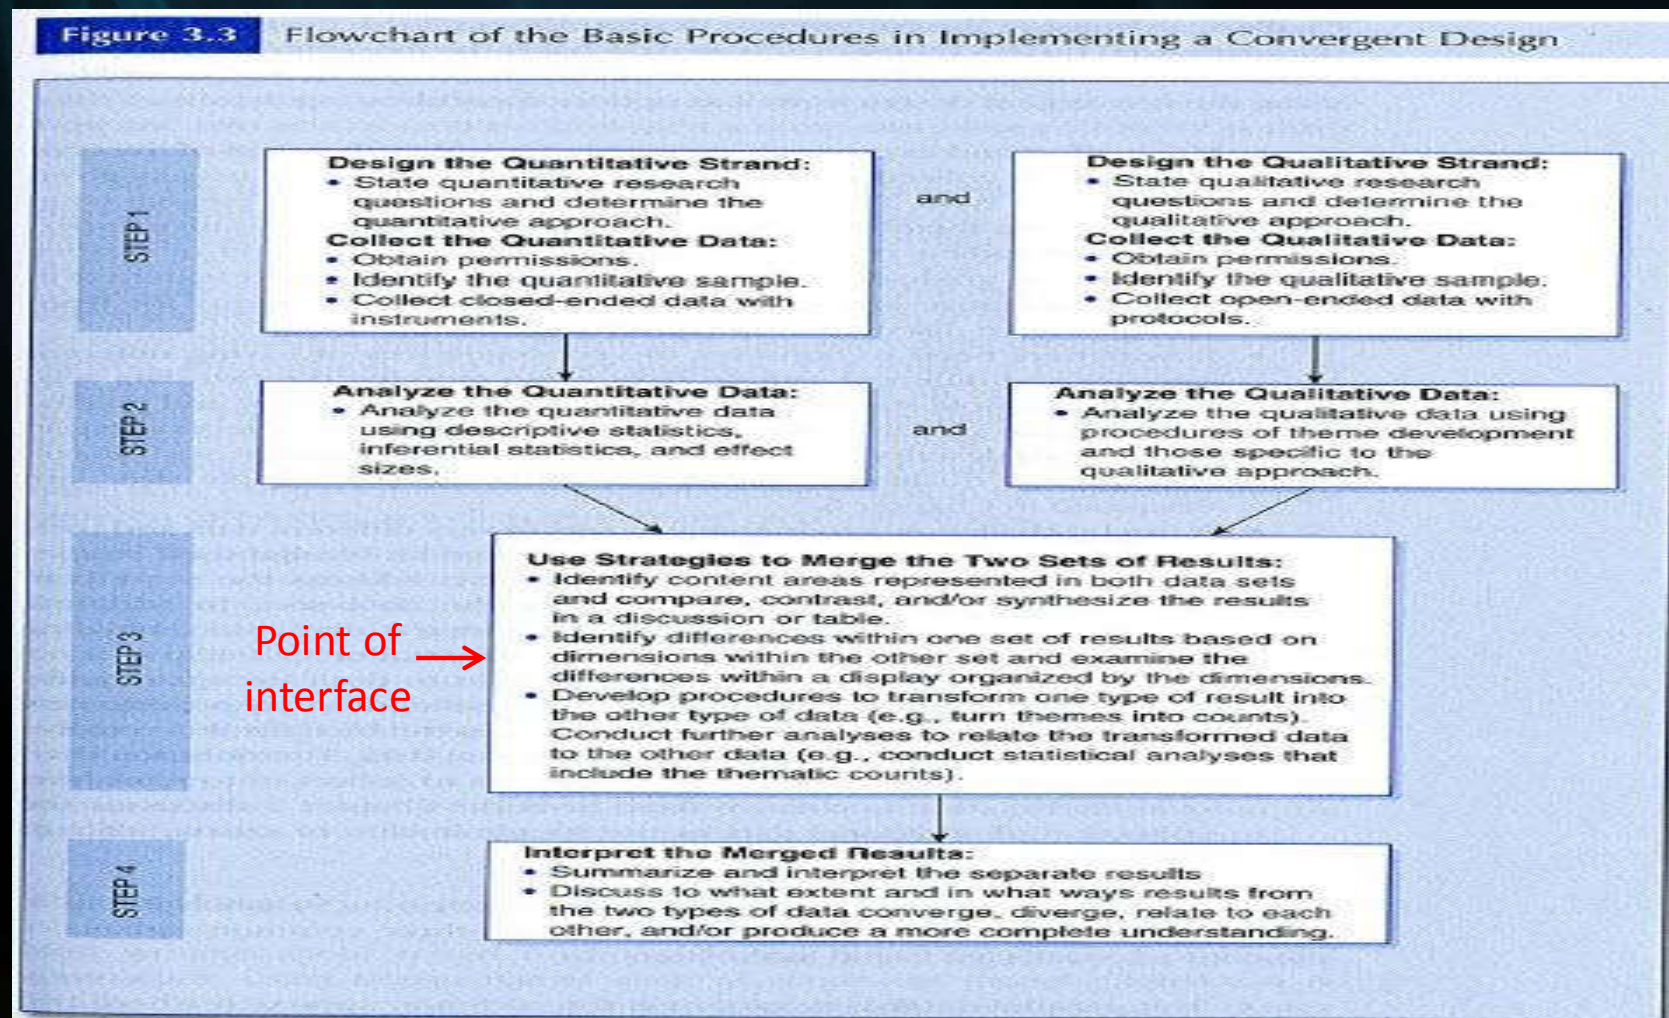 Figure 3.3 Flowchart of the Basic Procedures in Implementing a Convergent Design
STEP 1
Design the Quantitative Strand:
• State quantitative research
questions and determine the
quantitative approach.
Collect the Quantitative Data:
• Obtain permissions.
• Identify the quantitative sample.
• Collect closed-ended data with
instruments.
and
Design the Qualitative Strand:
• State qualitative research
questions and determine the
qualitative approach.
Collect the Qualitative Data:
• Obtain permissions.
• Identify the qualitative sample.
• Collect open-ended data with
protocols.
STEP 2
Analyze the Quantitative Data:
• Analyze the quantitative data
using descriptive statistics,
inferential statistics, and effect
sizes.
and
Analyze the Qualitative Data:
• Analyze the qualitative data using
procedures of theme development
and those specific to the
qualitative approach.
STEP 3
Point of
interface
Use Strategies to Merge the Two Sets of Results:
• Identify content areas represented in both data sets
and compare, contrast, and/or synthesize the results
in a discussion or table.
• Identify differences within one set of results based on
dimensions within the other set and examine the
differences within a display organized by the dimensions.
• Develop procedures to transform one type of result into
the other type of data (e.g., turn themes into counts).
Conduct further analyses to relate the transformed data
to the other data (e.g., conduct statistical analyses that
include the thematic counts).
STEP 4
Interpret the Merged Results:
• Summarize and interpret the separate results
• Discuss to what extent and in what ways results from
the two types of data converge, diverge, relate to each
other, and/or produce a more complete understanding.